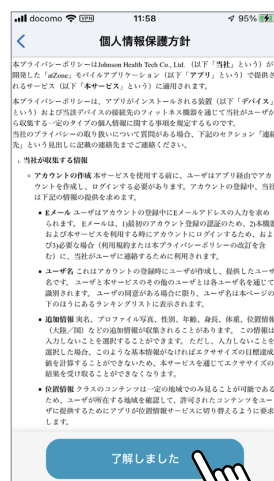 docomo VPN 11:58 95%
個人情報保護方針
本プライバシーポリシーはJohnson Health Tech Co., Ltd. (以下「当社」という) が
開発した「atZone」モバイルアプリケーション (以下「アプリ」という) で提供さ
れるサービス (以下「本サービス」という) に適用されます。
本プライバシーポリシーは、アプリがインストールされる装置 (以下「デバイス」
という) および当該デバイスの接続先のフィットネス機器を通じて当社がユーザか
ら収集する一定のタイプの個人情報に関する事項を規定するものです。
当社のプライバシーの取り扱いについて質問がある場合、下記のセクション「連絡
先」という見出しに記載の連絡先までご連絡ください。
1. 当社が収集する情報
アカウントの作成 本サービスを使用する前に、ユーザはアプリ経由でアカ
ウントを作成し、ログインする必要があります。アカウントの登録中、当社
は下記の情報の提供を求めます。
Eメール ユーザはアカウントの登録中にEメールアドレスの入力を求め
られます。 Eメールは、1)最初のアカウント登録の認証のため、2)本機器
および本サービスを利用する時にアカウントにログインするため、およ
び3)必要な場合 (利用規約または本プライバシーポリシーの改訂を含
む) に、当社がユーザに連絡するために利用されます。
ユーザ名 これはアカウントの登録時にユーザが作成し、提供したユーザ
名です。 ユーザと本サービスのその他のユーザとは各ユーザ名を通じて
識別されます。 ユーザの同意がある場合に限り、ユーザ名は本ページの
下のほうにあるランキングリストに表示されます。
追加情報 実名、プロファイル写真、性別、年齢、身長、体重、位置情報
(大陸／国) などの追加情報が収集されることがあります。 この情報は
入力しないことを選択することができます。 ただし、入力しないことを
選択した場合、このような基本情報がなければエクササイズの目標達成
値を計算することができないため、本サービスを通じてエクササイズの
結果を受け取ることができなくなります。
位置情報 クラスのコンテンツは一定の地域でのみ見ることが可能である
ため、ユーザが所在する地域を確認して、許可されたコンテンツをユー
ザに提供するためにアプリが位置情報サービスに切り替えるように要求
します。
了解しました